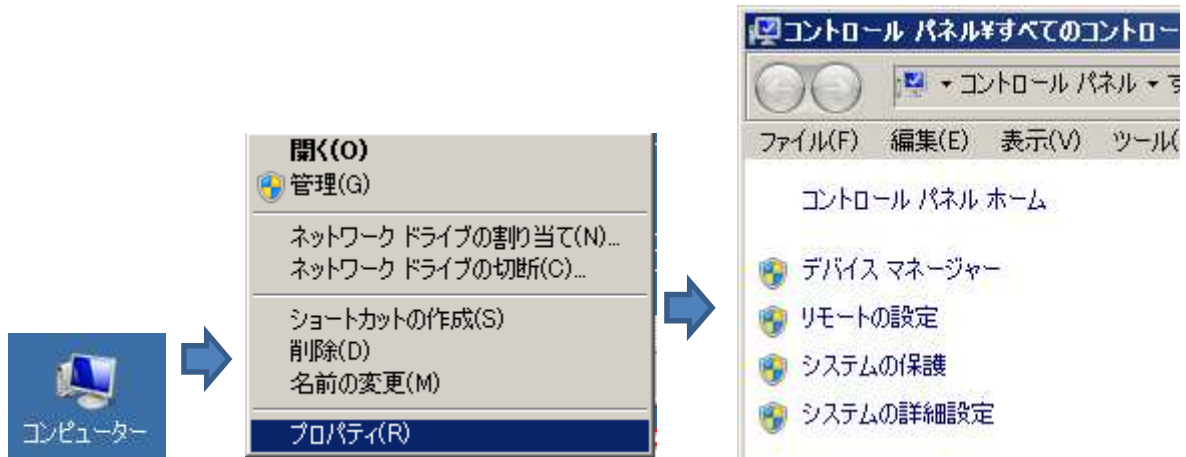 コンピューター
開く(O)
管理(G)
ネットワーク ドライブの割り当て(N)...
ネットワーク ドライブの切断(C)...
ショートカットの作成(S)
削除(D)
名前の変更(M)
プロパティ(R)
コントロール パネル¥すべてのコントロー
コントロール パネル
ファイル(F) 編集(E) 表示(V) ツール(
コントロール パネル ホーム
デバイス マネージャー
リモートの設定
システムの保護
システムの詳細設定